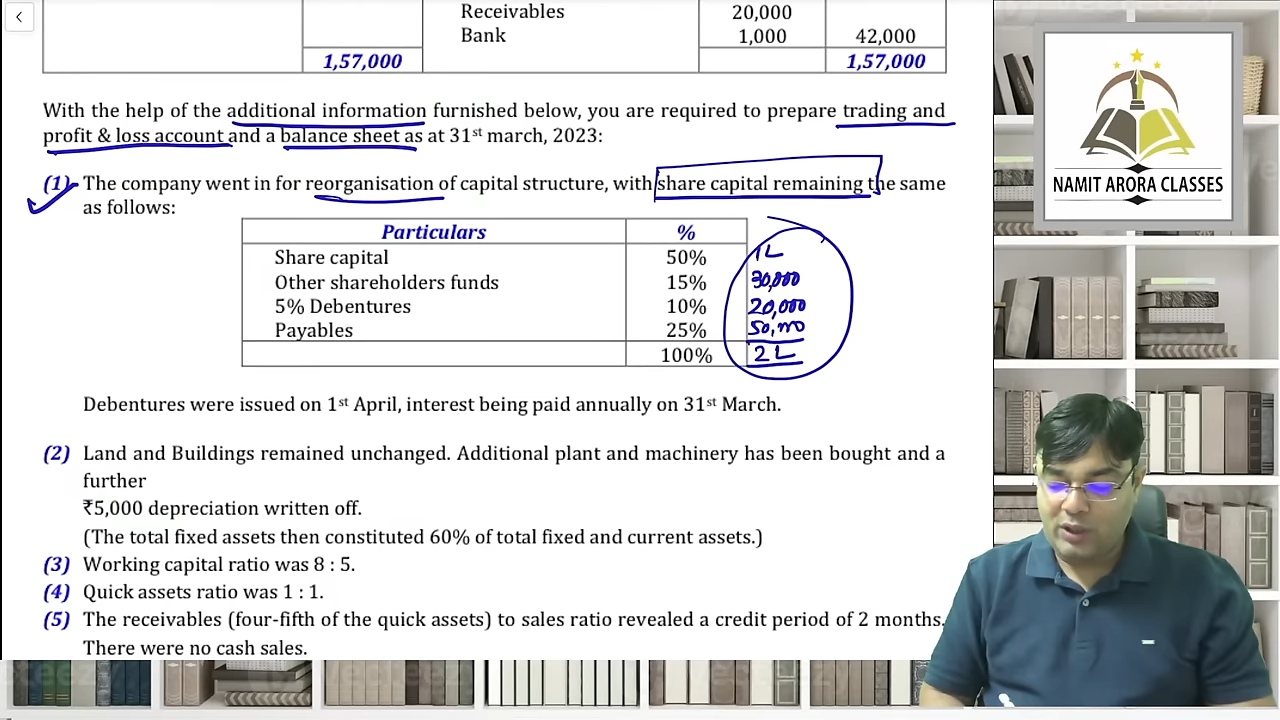 Receivables 20,000
Bank 1,000 42,000
1,57,000 1,57,000
With the help of the additional information furnished below, you are required to prepare trading and
profit & loss account and a balance sheet as at 31st march, 2023:
(1) The company went in for reorganisation of capital structure, with share capital remaining the same
as follows:
Particulars %
Share capital 50% 1L
Other shareholders funds 15% 30,000
5% Debentures 10% 20,000
Payables 25% 50,000
100% 2L
Debentures were issued on 1st April, interest being paid annually on 31st March.
(2) Land and Buildings remained unchanged. Additional plant and machinery has been bought and a
further
₹5,000 depreciation written off.
(The total fixed assets then constituted 60% of total fixed and current assets.)
(3) Working capital ratio was 8 : 5.
(4) Quick assets ratio was 1 : 1.
(5) The receivables (four-fifth of the quick assets) to sales ratio revealed a credit period of 2 months.
There were no cash sales.
NAMIT ARORA CLASSES